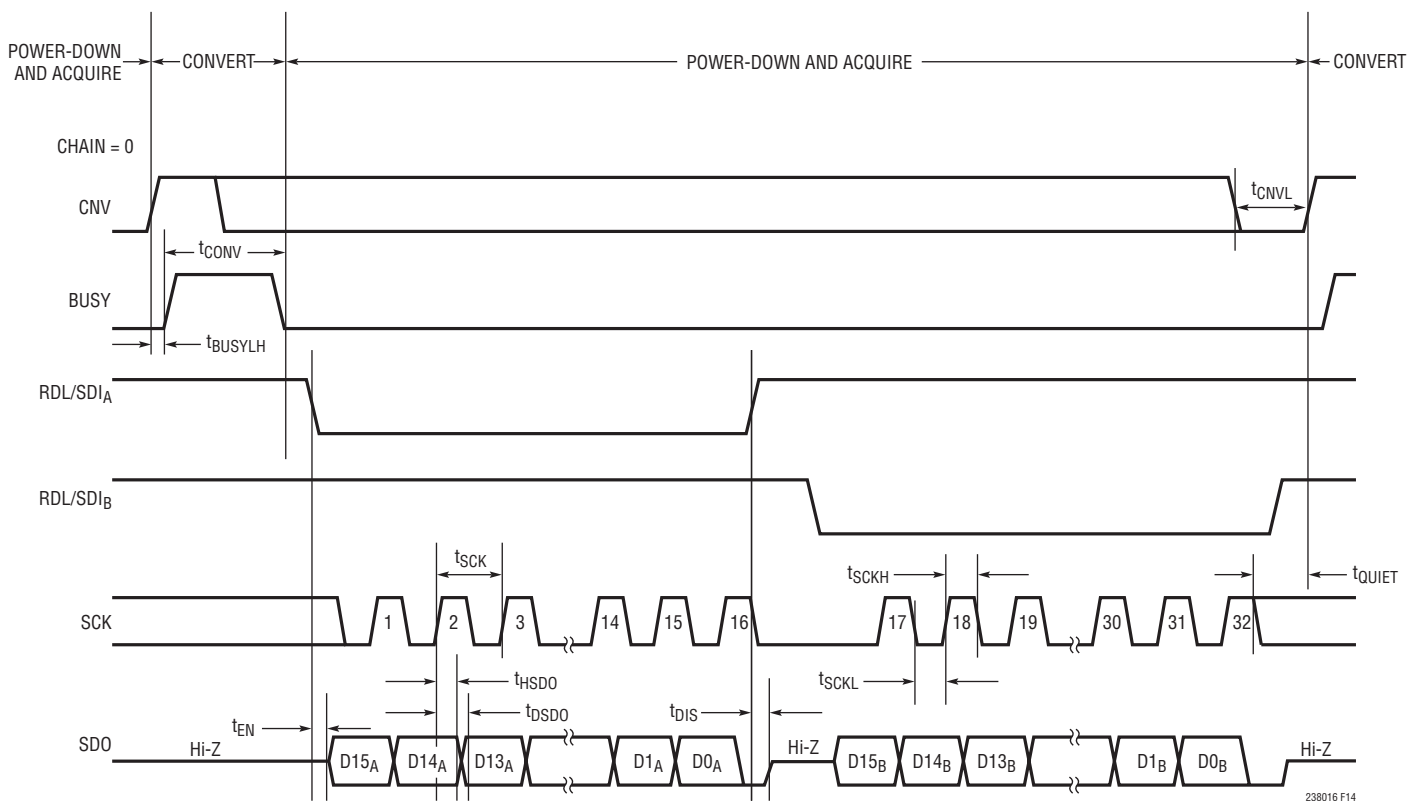 POWER-DOWN
AND ACQUIRE
CONVERT
POWER-DOWN AND ACQUIRE
CONVERT
CHAIN = 0
CNV
tCNVL
tCONV
BUSY
tBUSYLH
RDL/SDIA
RDL/SDIB
tSCK
tSCKH
tQUIET
SCK
1
2
3
14
15
16
17
18
19
30
31
32
tHSDO
tSCKL
tEN
tDSDO
tDIS
SDO
Hi-Z
D15A
D14A
D13A
D1A
D0A
Hi-Z
D15B
D14B
D13B
D1B
D0B
Hi-Z
238016 F14